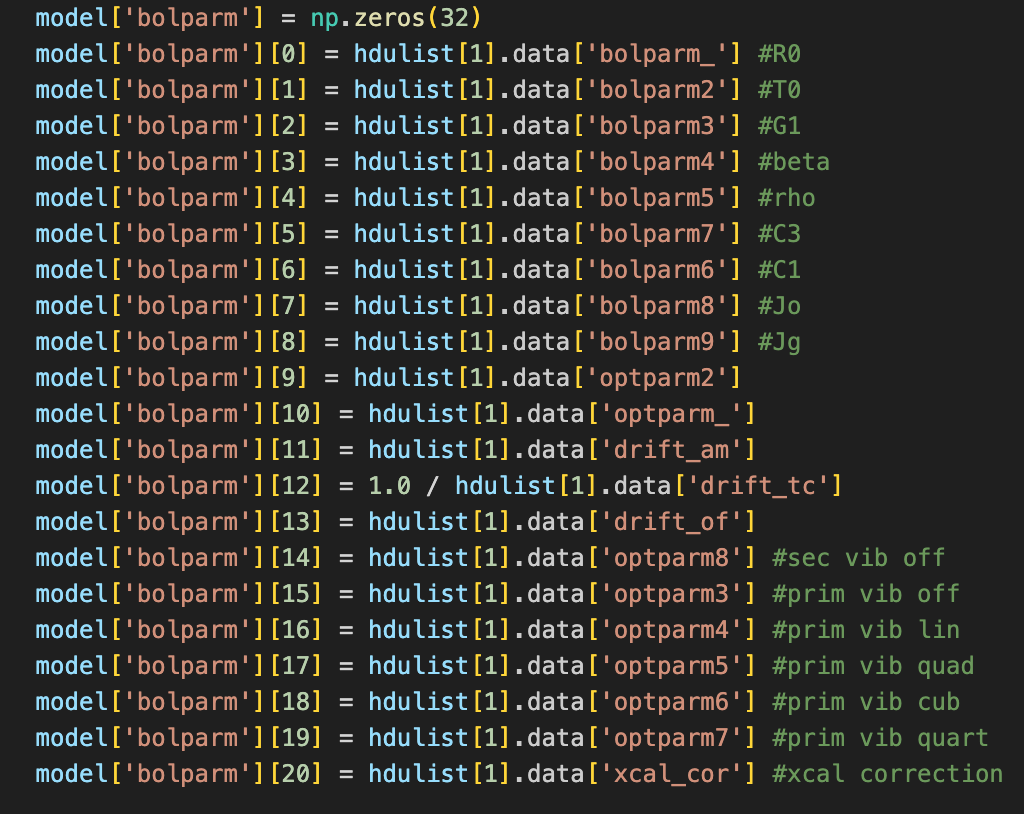 model['bolparm'] = np.zeros(32)
model['bolparm'][0] = hdulist[1].data['bolparm_'] #R0
model['bolparm'][1] = hdulist[1].data['bolparm2'] #T0
model['bolparm'][2] = hdulist[1].data['bolparm3'] #G1
model['bolparm'][3] = hdulist[1].data['bolparm4'] #beta
model['bolparm'][4] = hdulist[1].data['bolparm5'] #rho
model['bolparm'][5] = hdulist[1].data['bolparm7'] #C3
model['bolparm'][6] = hdulist[1].data['bolparm6'] #C1
model['bolparm'][7] = hdulist[1].data['bolparm8'] #Jo
model['bolparm'][8] = hdulist[1].data['bolparm9'] #Jg
model['bolparm'][9] = hdulist[1].data['optparm2']
model['bolparm'][10] = hdulist[1].data['optparm_']
model['bolparm'][11] = hdulist[1].data['drift_am']
model['bolparm'][12] = 1.0 / hdulist[1].data['drift_tc']
model['bolparm'][13] = hdulist[1].data['drift_of']
model['bolparm'][14] = hdulist[1].data['optparm8'] #sec vib off
model['bolparm'][15] = hdulist[1].data['optparm3'] #prim vib off
model['bolparm'][16] = hdulist[1].data['optparm4'] #prim vib lin
model['bolparm'][17] = hdulist[1].data['optparm5'] #prim vib quad
model['bolparm'][18] = hdulist[1].data['optparm6'] #prim vib cub
model['bolparm'][19] = hdulist[1].data['optparm7'] #prim vib quart
model['bolparm'][20] = hdulist[1].data['xcal_cor'] #xcal correction